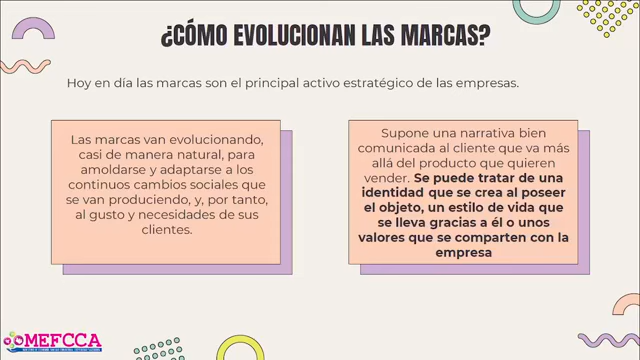 ¿CÓMO EVOLUCIONAN LAS MARCAS?
Hoy en día las marcas son el principal activo estratégico de las empresas.
Las marcas van evolucionando,
casi de manera natural, para
amoldarse y adaptarse a los
continuos cambios sociales que
se van produciendo, y, por tanto,
al gusto y necesidades de sus
clientes.
Supone una narrativa bien
comunicada al cliente que va más
allá del producto que quieren
vender. Se puede tratar de una
identidad que se crea al poseer
el objeto, un estilo de vida que
se lleva gracias a él o unos
valores que se comparten con la
empresa
MEFCCA